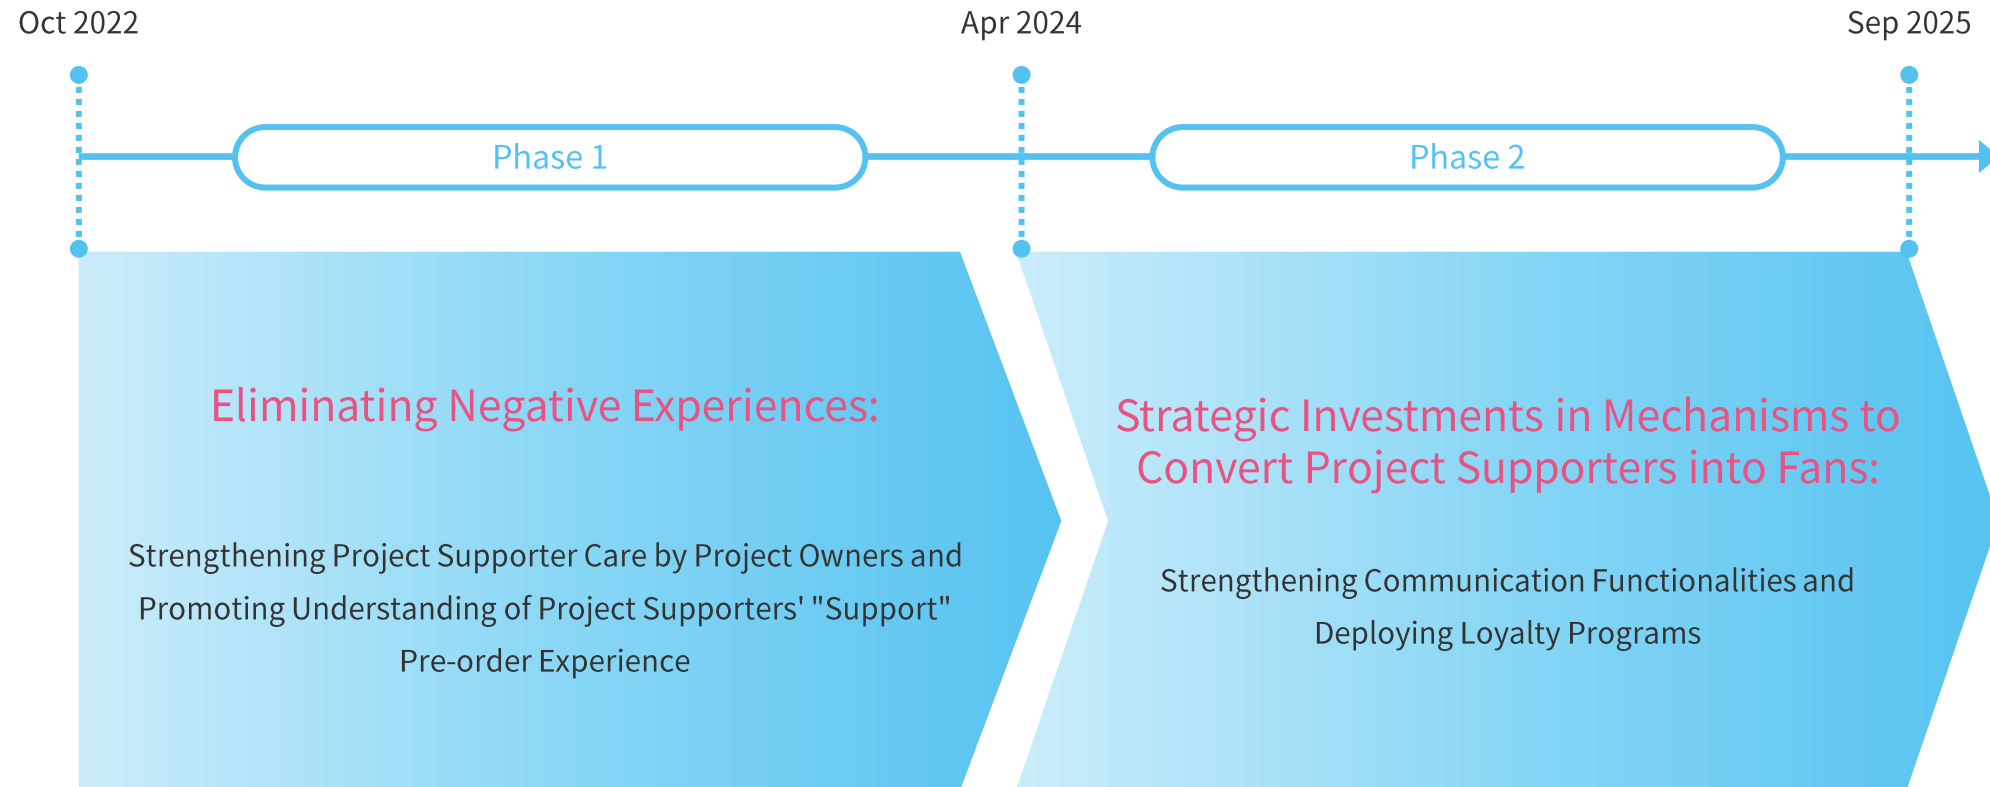 Oct 2022
Apr 2024
Sep 2025
Phase 1
Phase 2
Eliminating Negative Experiences:
Strengthening Project Supporter Care by Project Owners and
Promoting Understanding of Project Supporters' "Support"
Pre-order Experience
Strategic Investments in Mechanisms to
Convert Project Supporters into Fans:
Strengthening Communication Functionalities and
Deploying Loyalty Programs